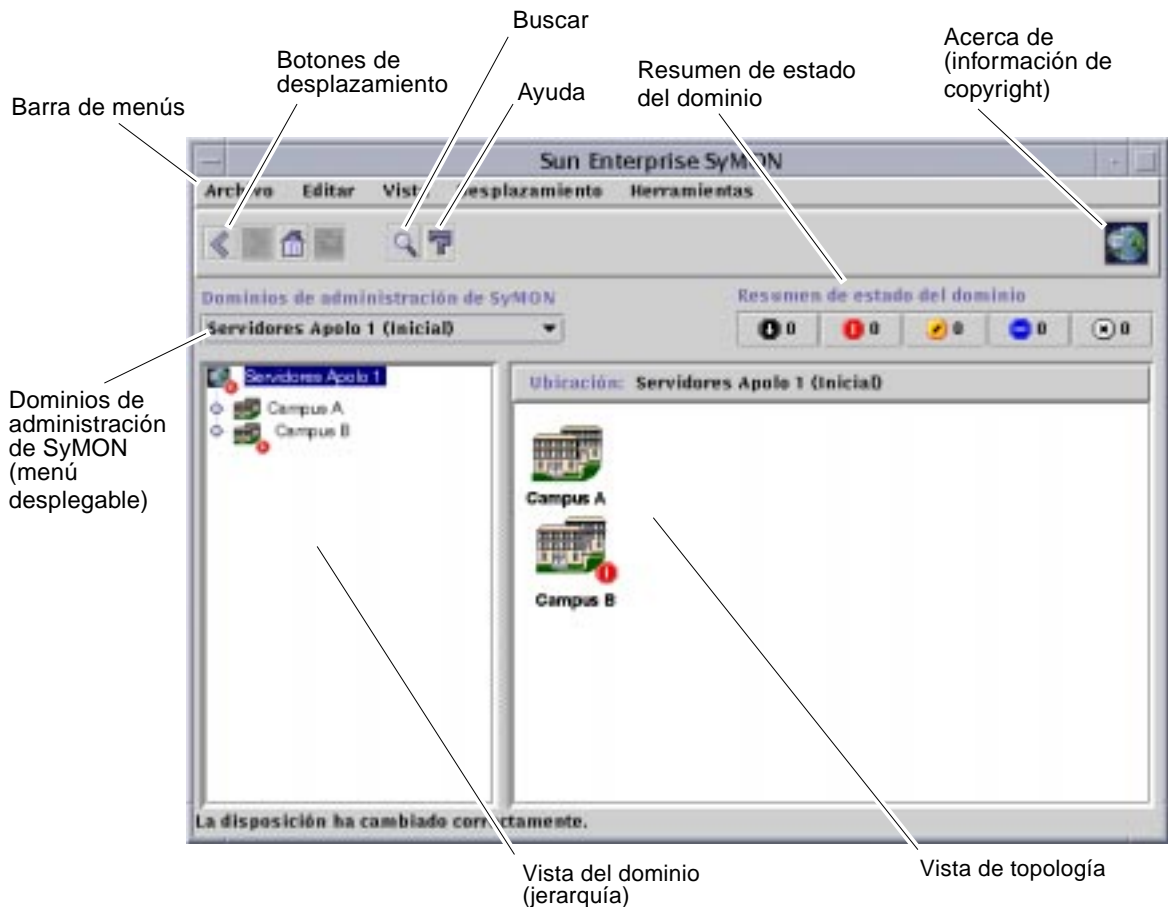 Buscar
Botones de
desplazamiento
Acerca de
(información de
copyright)
Resumen de estado
del dominio
Ayuda
Barra de menús
Sun Enterprise SyMON
Archivo Editar Vista Desplazamiento Herramientas
Dominios de administración de SyMON
Resumen de estado del dominio
Servidores Apolo 1 (Inicial)
0 0 0 0 0
Servidores Apolo 1
Campus A
Campus B
Ubicación: Servidores Apolo 1 (Inicial)
Campus A
Campus B
Dominios de
administración
de SyMON
(menú
desplegable)
La disposición ha cambiado correctamente.
Vista del dominio
(jerarquía)
Vista de topología